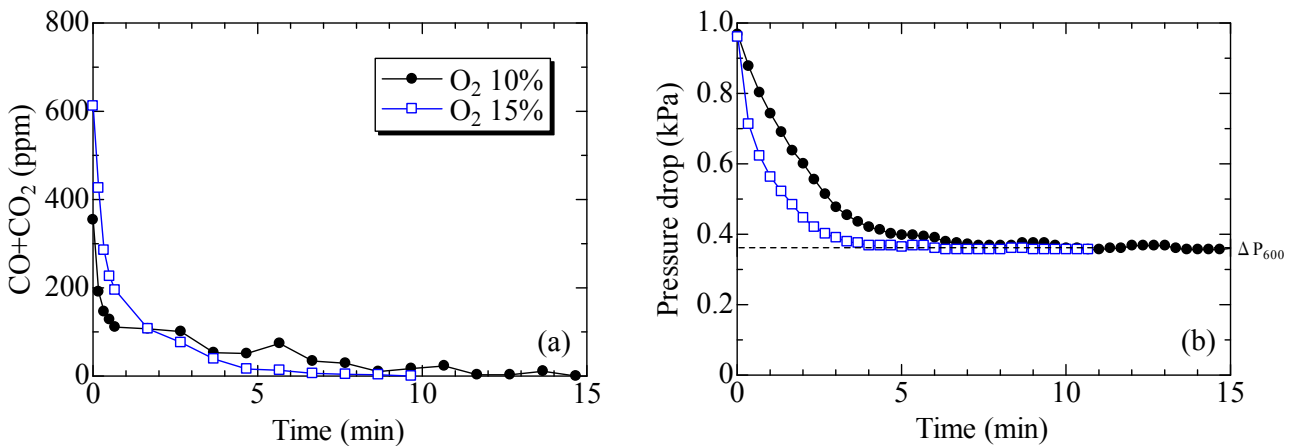 800
600
400
200
0
CO+CO₂ (ppm)
O₂ 10%
O₂ 15%
(a)
0 5 10 15
Time (min)
1.0
0.8
0.6
0.4
0.2
0
Pressure drop (kPa)
ΔP₆₀₀
(b)
0 5 10 15
Time (min)